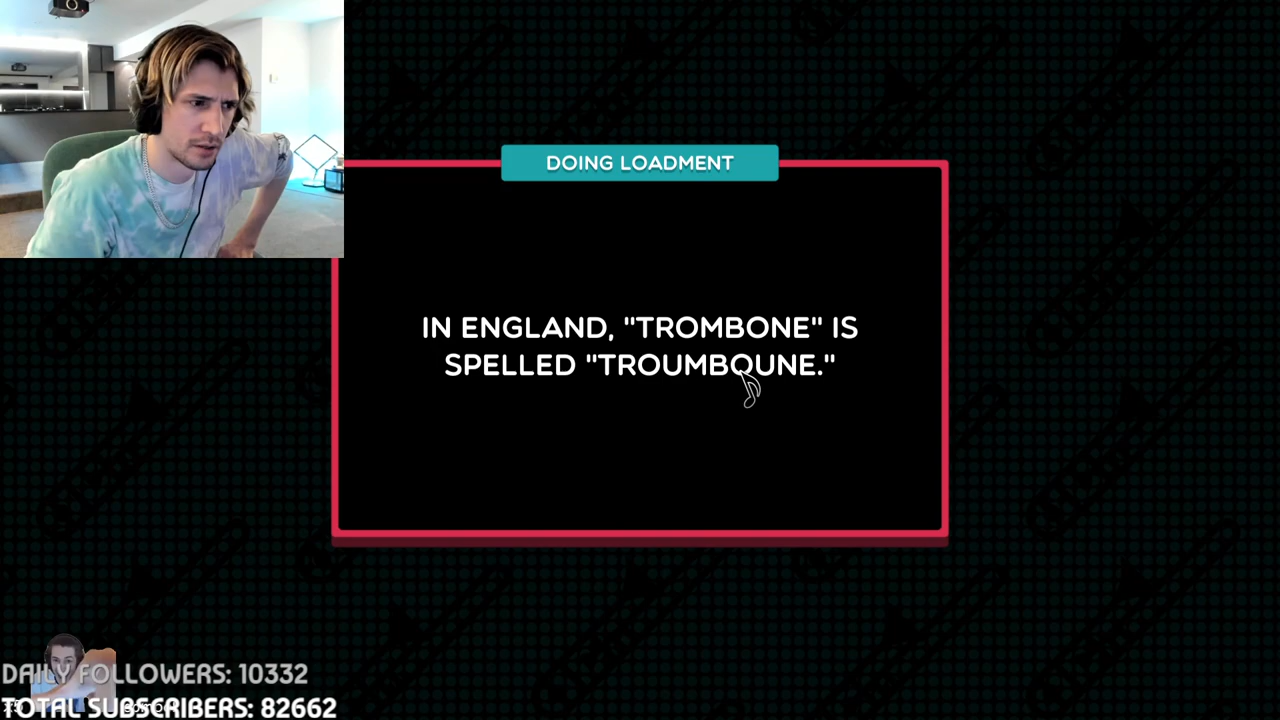 DOING LOADMENT
IN ENGLAND, "TROMBONE" IS
SPELLED "TROUMBOUNE."
DAILY FOLLOWERS: 10332
TOTAL SUBSCRIBERS: 82662